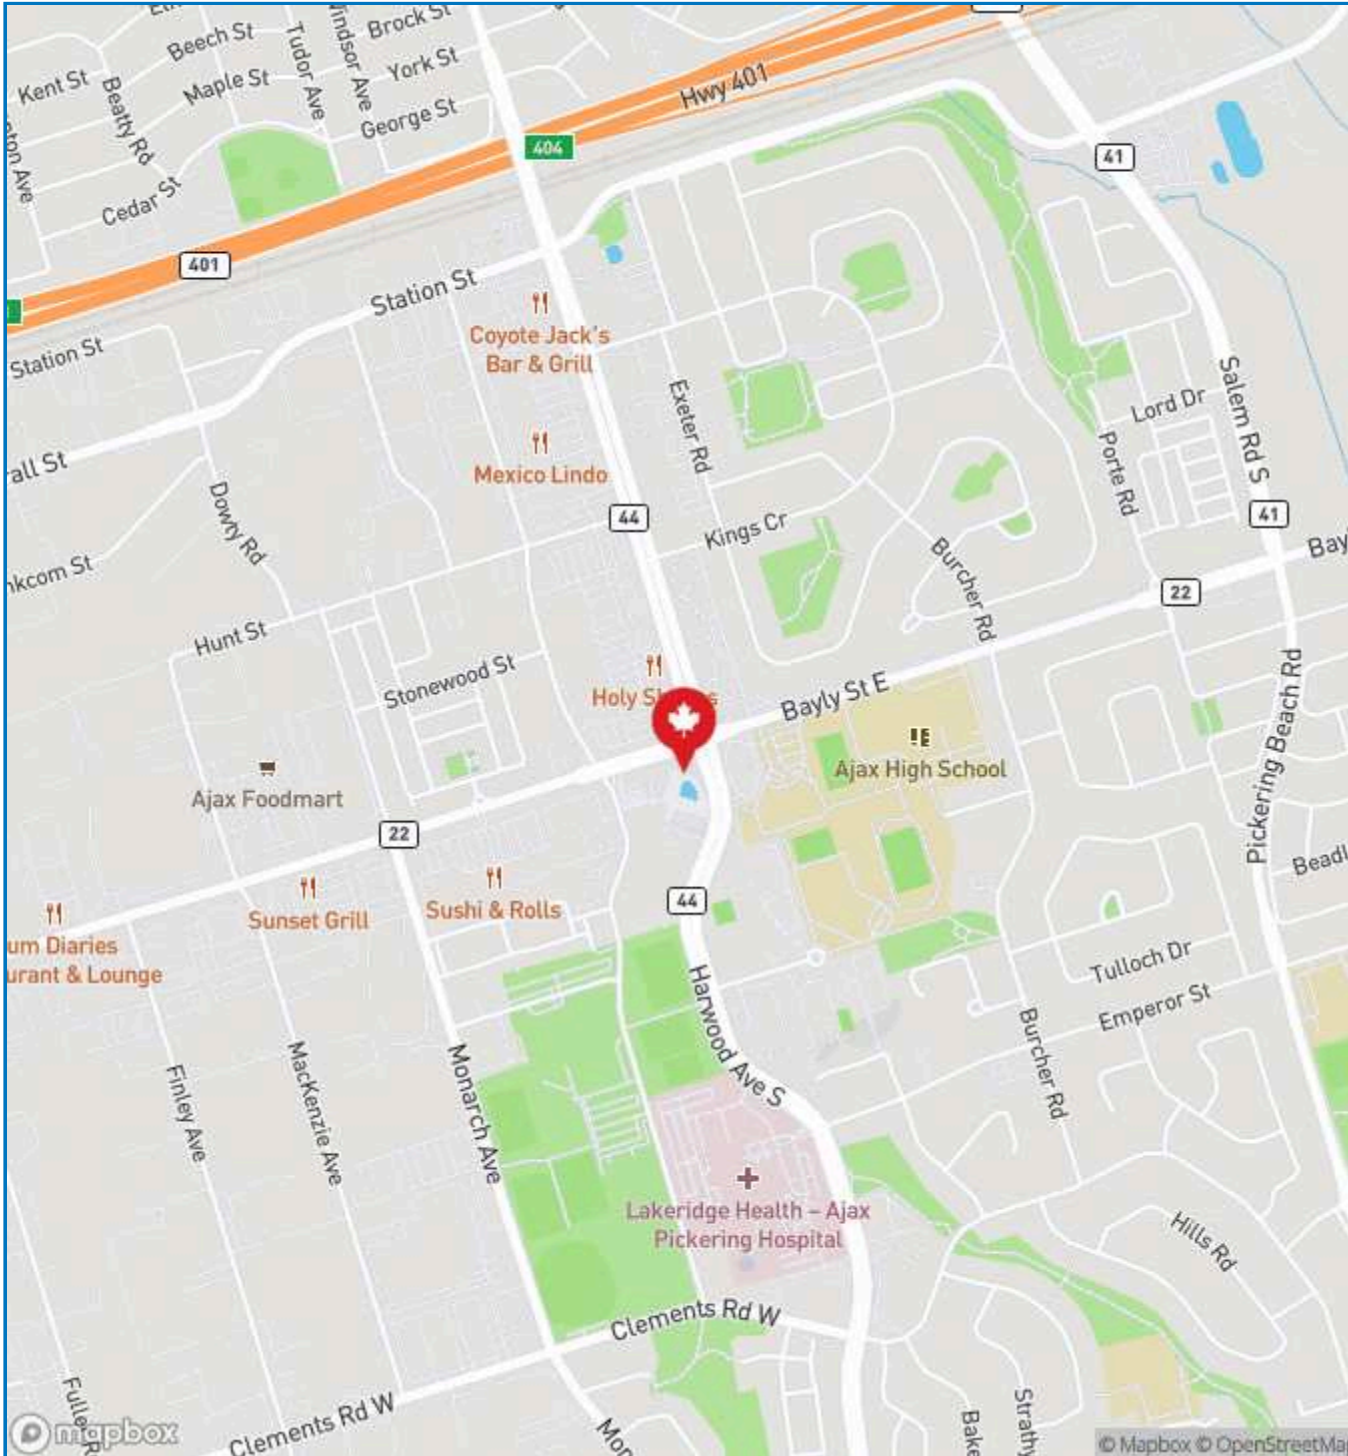 Beech St
Brock St
Kent St
Beatty Rd
Maple St
Tudor Ave
York St
George St
Hwy 401
404
Cedar St
41
401
Station St
Station St
Coyote Jack's
Bar & Grill
Exeter Rd
Lord Dr
Salem Rd S
Mexico Lindo
Porte Rd
Dowty Rd
44
Kings Cr
41
Burcher Rd
22
Hunt St
Stonewood St
Holy
Bayly St E
Ajax High School
Pickering Beach Rd
Ajax Foodmart
22
Sunset Grill
Sushi & Rolls
44
Diaries
& Lounge
Harwood Ave S
Tulloch Dr
Emperor St
Burcher Rd
Finley Ave
MacKenzie Ave
Monarch Ave
Lakeridge Health – Ajax
Pickering Hospital
Hills Rd
Clements Rd W
Clements Rd W
mapbox
© Mapbox © OpenStreetMap